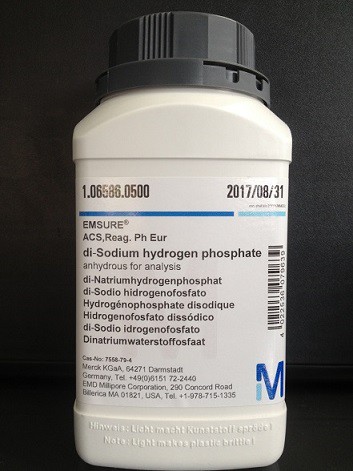 1.06586.0500 2017/08/31
EMSURE®
ACS,Reag. Ph Eur
di-Sodium hydrogen phosphate
anhydrous for analysis
di-Natriumhydrogenphosphat
di-Sodio hidrogenofosfato
Hydrogénophosphate disodique
Hidrogenofosfato dissódico
di-Sodio idrogenofosfato
Dinatriumwaterstoffosfaat
Cas-No: 7558-79-4
Merck KGaA, 64271 Darmstadt
Germany, Tel. +49(0)6151 72-2440
EMD Millipore Corporation, 290 Concord Road
Billerica MA 01821, USA, Tel. +1-978-715-1335
4 022536 079639
M
Hinweis: Licht macht Kunststoff spröde!
Note: Light makes plastic brittle!